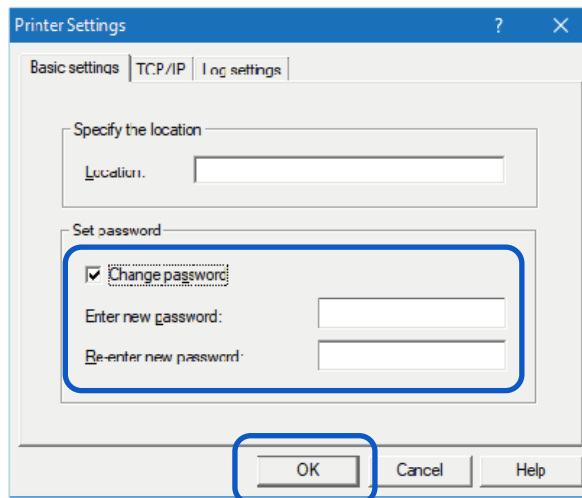 Printer Settings ? ×
Basic settings TCP/IP Log settings
Specify the location
Location:
Set password
Change password
Enter new password:
Re-enter new password:
OK Cancel Help